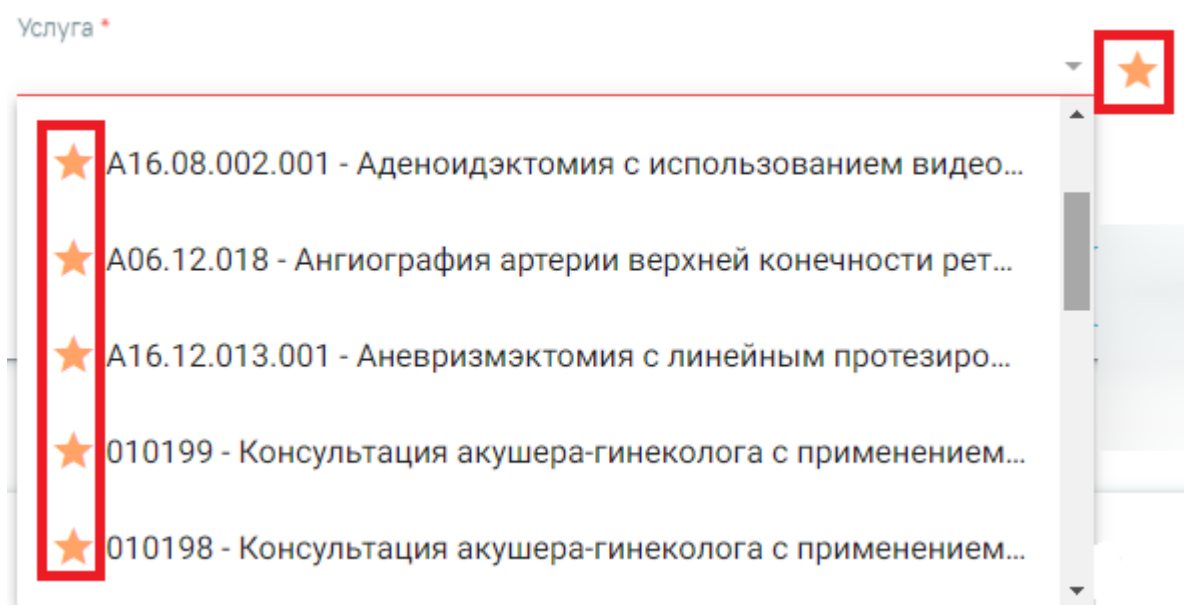 Услуга *
A16.08.002.001 - Аденоидэктомия с использованием видео...
A06.12.018 - Ангиография артерии верхней конечности рет...
A16.12.013.001 - Аневризмэктомия с линейным протезиро...
010199 - Консультация акушера-гинеколога с применением...
010198 - Консультация акушера-гинеколога с применением...